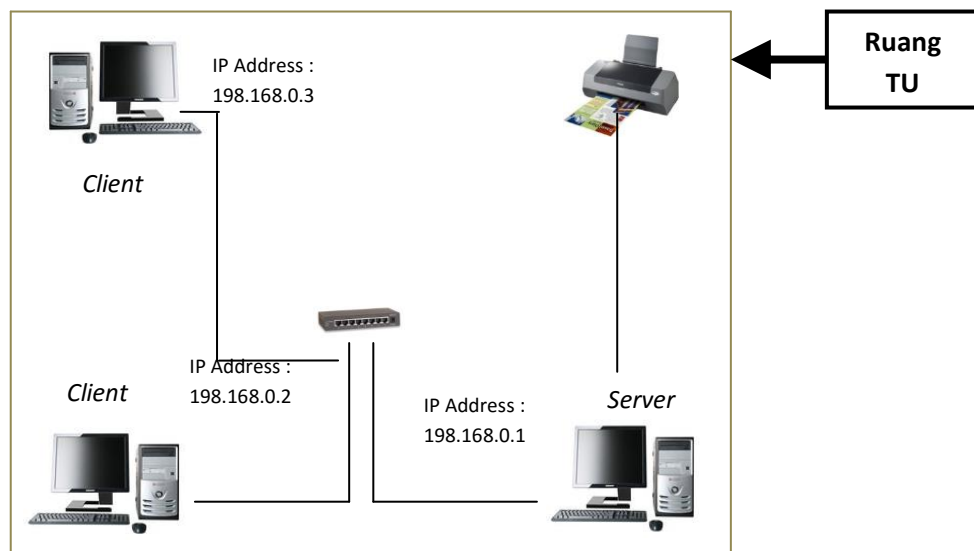 IP Address :
198.168.0.3
Client
Ruang
TU
IP Address :
198.168.0.2
Client
IP Address :
198.168.0.1
Server